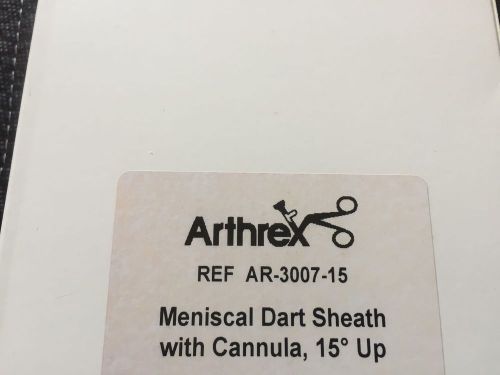 Arthrex
REF AR-3007-15
Meniscal Dart Sheath
with Cannula, 15° Up